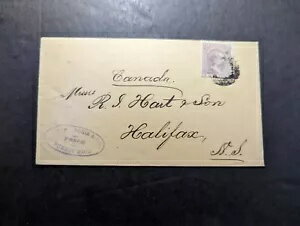 Canada
Messrs
R. J. Hart & Son
Halifax,
N. S.